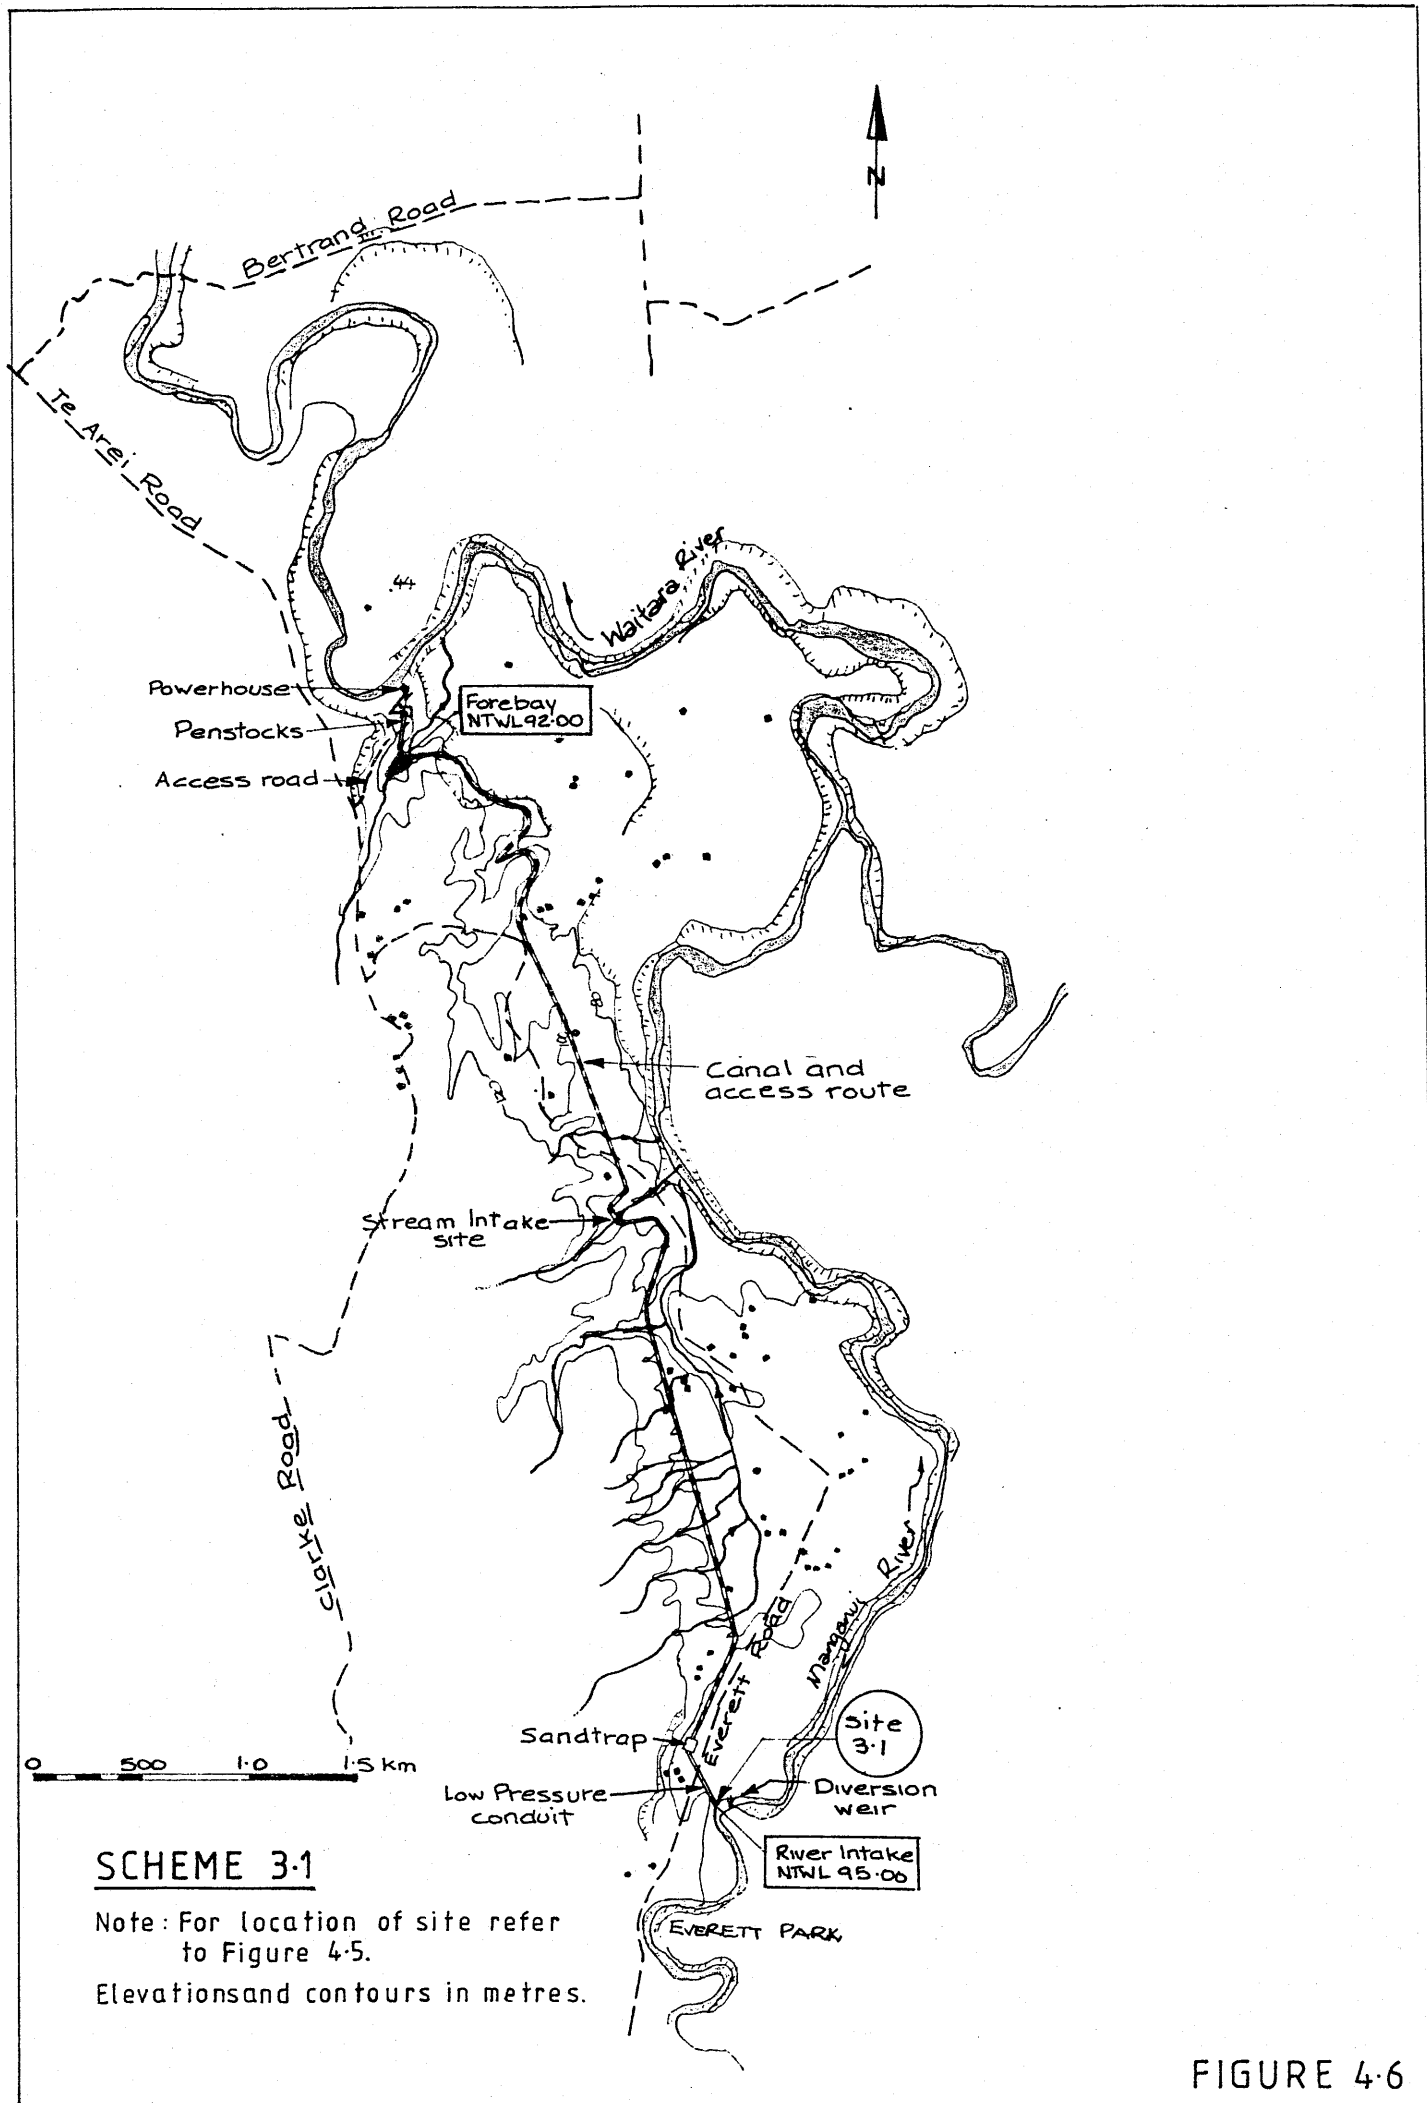 N
Bertrand Road
Te Arei Road
Waitara River
.44
Powerhouse
Forebay
NTWL 92·00
Penstocks
Access road
80
Canal and
access route
Stream Intake
site
Clarke Road
Manganui River
Everett Road
Site
3·1
Sandtrap
0 500 1·0 1·5 km
Low Pressure
conduit
Diversion
weir
River Intake
NTWL 95·00
EVERETT PARK
SCHEME 3·1
Note : For location of site refer
to Figure 4·5.
Elevationsand contours in metres.
FIGURE 4·6